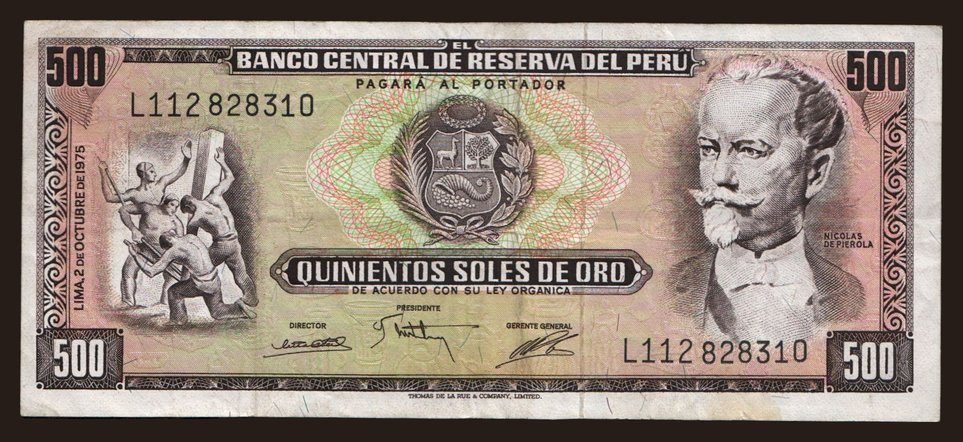 500
EL
500
BANCO CENTRAL DE RESERVA DEL PERU
PAGARÁ AL PORTADOR
L112828310
LIMA, 2 DE OCTUBRE DE 1975
NICOLAS
DE PIEROLA
QUINIENTOS SOLES DE ORO
DE ACUERDO CON SU LEY ORGANICA
PRESIDENTE
DIRECTOR
GERENTE GENERAL
L112828310
500
500
THOMAS DE LA RUE & COMPANY, LIMITED.